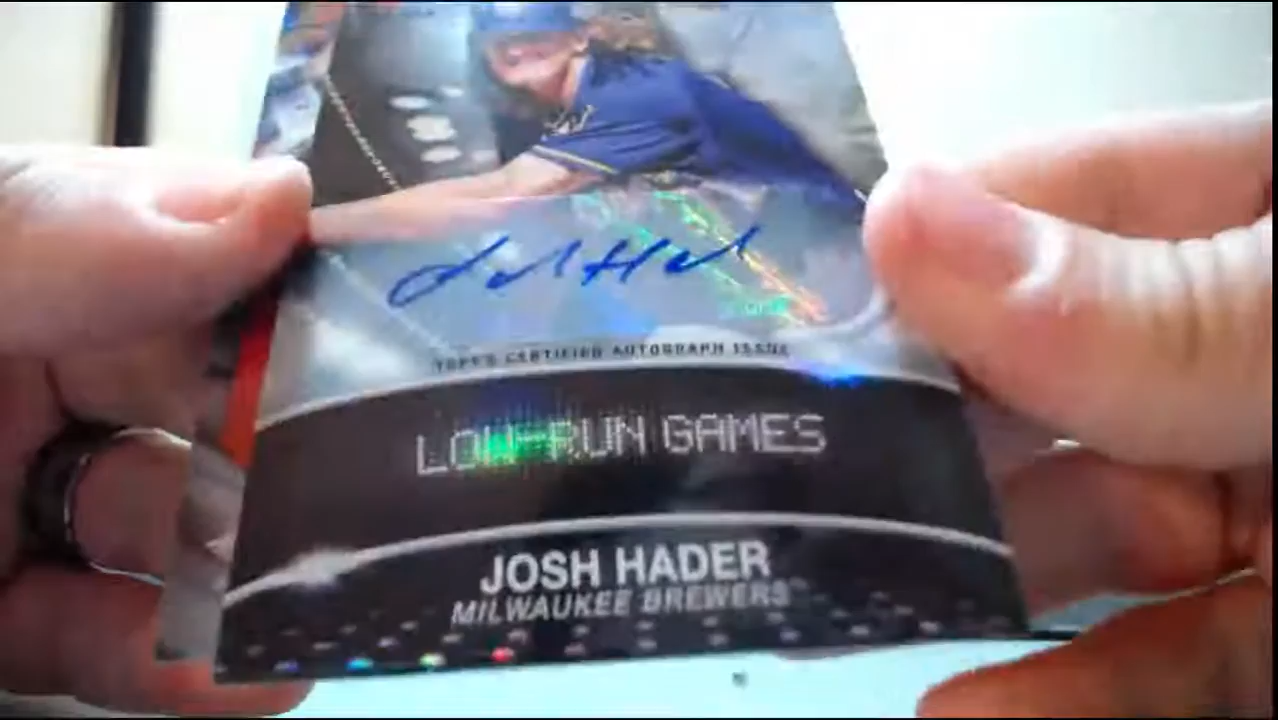 TOPPS CERTIFIED AUTOGRAPH ISSUE
LOW-RUN GAMES
JOSH HADER
MILWAUKEE BREWERS